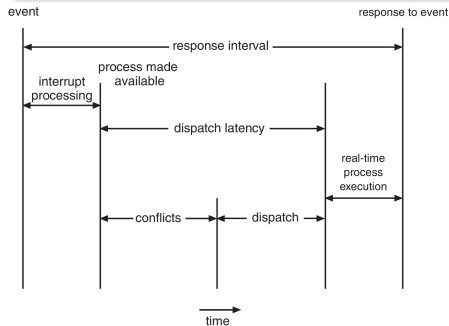 event
response to event
response interval
process made
available
interrupt
processing
dispatch latency
real-time
process
execution
conflicts
dispatch
time